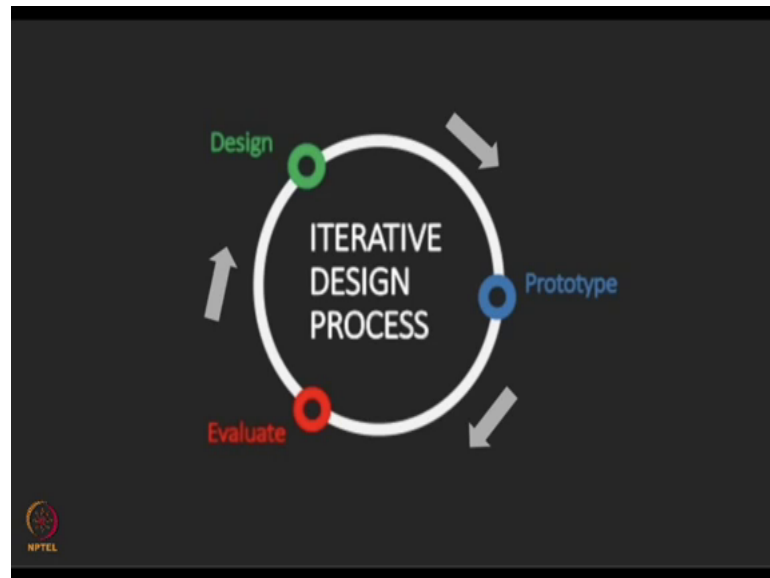 Design
ITERATIVE
DESIGN
PROCESS
Prototype
Evaluate
NPTEL